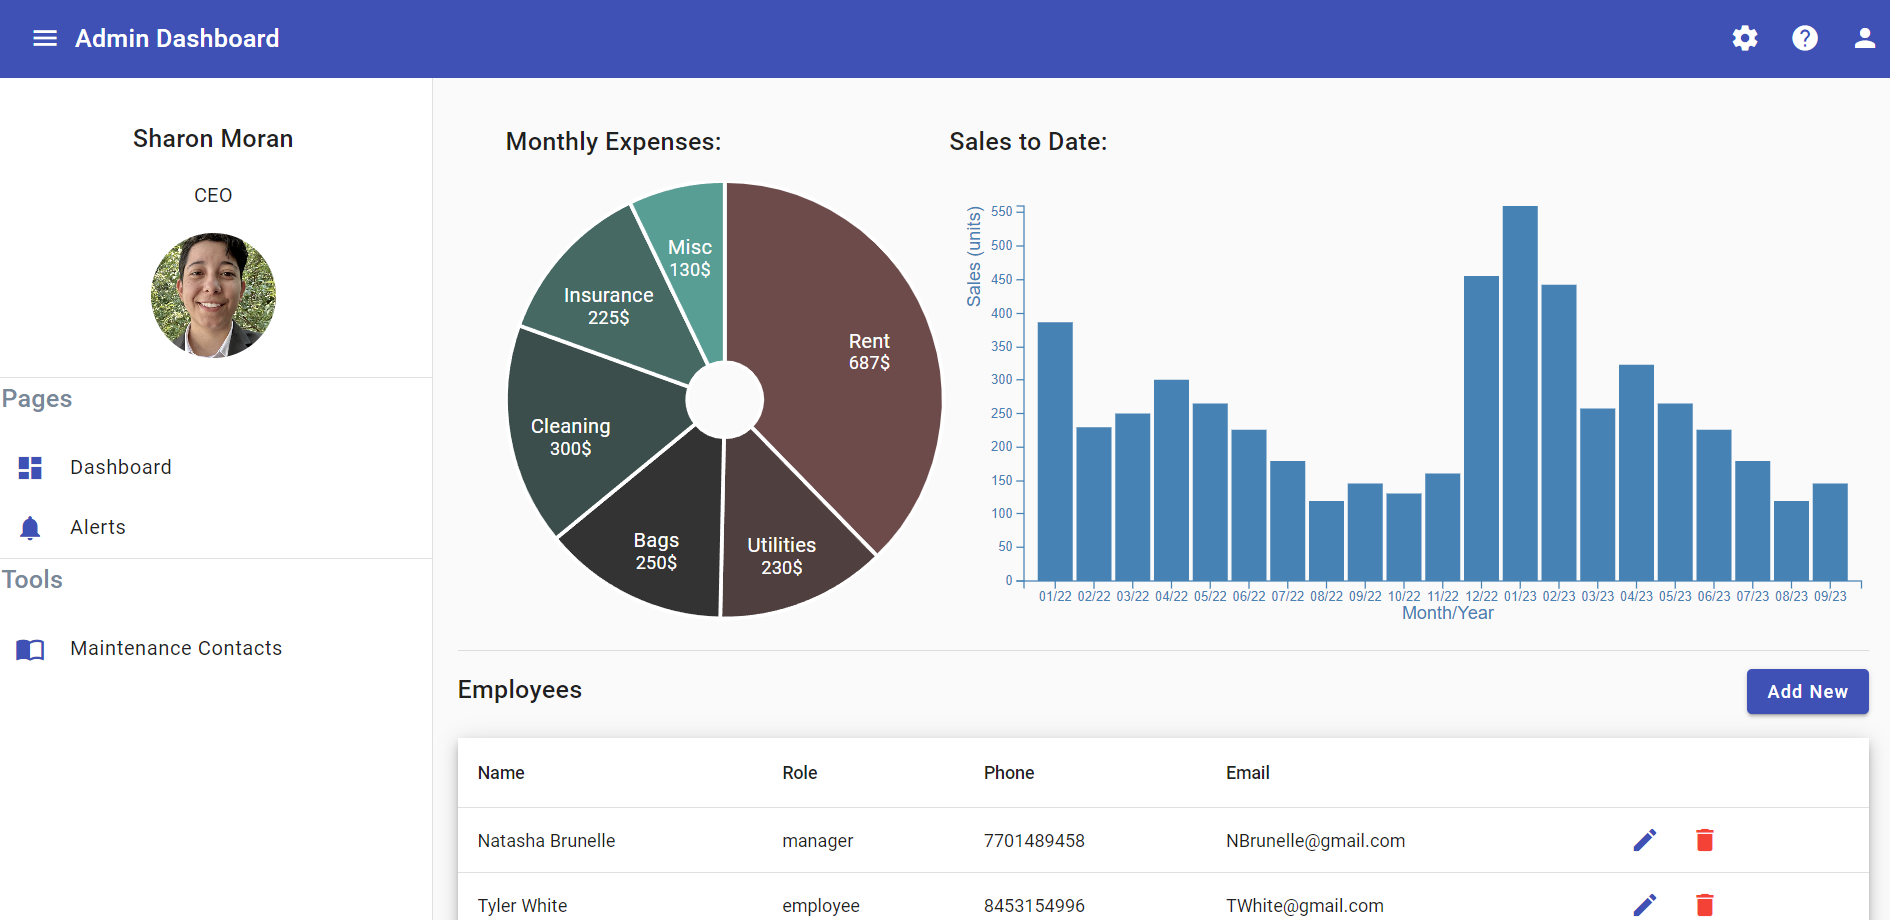 Admin Dashboard
Sharon Moran
CEO
Pages
Dashboard
Alerts
Tools
Maintenance Contacts
Monthly Expenses:
Misc
130$
Insurance
225$
Rent
687$
Cleaning
300$
Bags
250$
Utilities
230$
Sales to Date:
Sales (units)
550
500
450
400
350
300
250
200
150
100
50
0
01/22 02/22 03/22 04/22 05/22 06/22 07/22 08/22 09/22 10/22 11/22 12/22 01/23 02/23 03/23 04/23 05/23 06/23 07/23 08/23 09/23
Month/Year
Employees
Add New
Name Role Phone Email
Natasha Brunelle manager 7701489458 NBrunelle@gmail.com
Tyler White employee 8453154996 TWhite@gmail.com